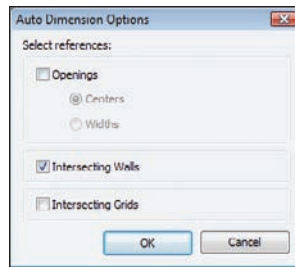 Auto Dimension Options
Select references:
Openings
Centers
Widths
Intersecting Walls
Intersecting Grids
OK
Cancel